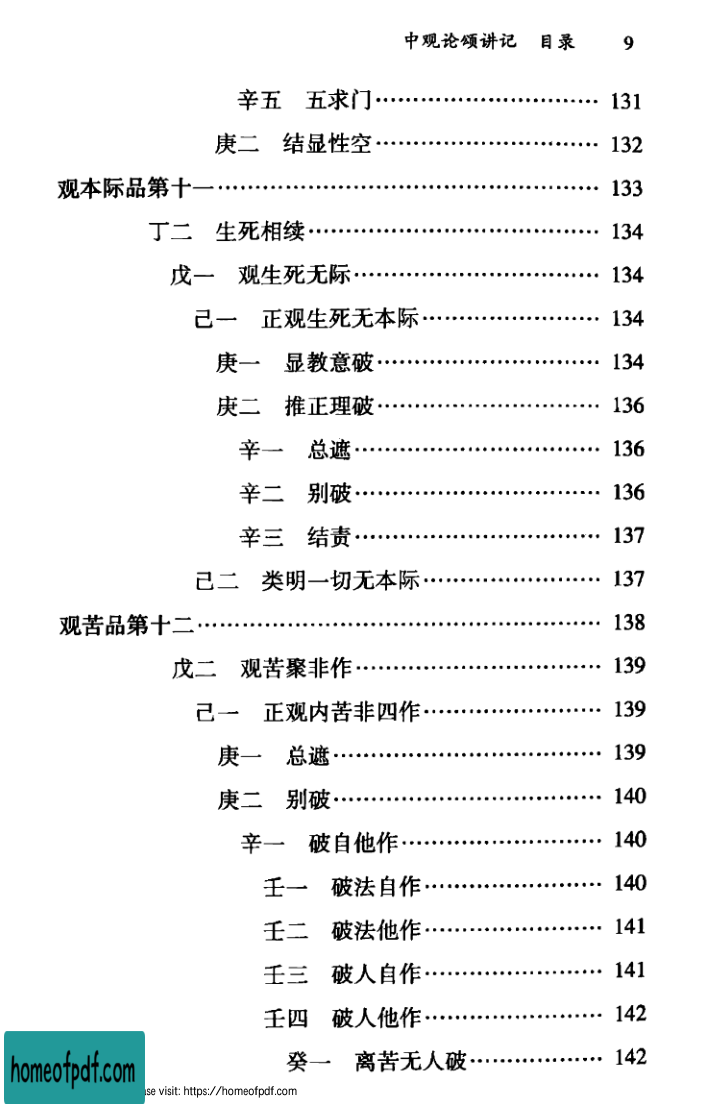 中观论颂讲记 目录 9
辛五 五求门 131
庚二 结显性空 132
观本际品第十一 133
丁二 生死相续 134
戊一 观生死无际 134
己一 正观生死无本际 134
庚一 显教意破 134
庚二 推正理破 136
辛一 总遮 136
辛二 别破 136
辛三 结责 137
己二 类明一切无本际 137
观苦品第十二 138
戊二 观苦聚非作 139
己一 正观内苦非四作 139
庚一 总遮 139
庚二 别破 140
辛一 破自他作 140
壬一 破法自作 140
壬二 破法他作 141
壬三 破人自作 141
壬四 破人他作 142
癸一 离苦无人破 142
homeofpdf.com
visit: https://homeofpdf.com